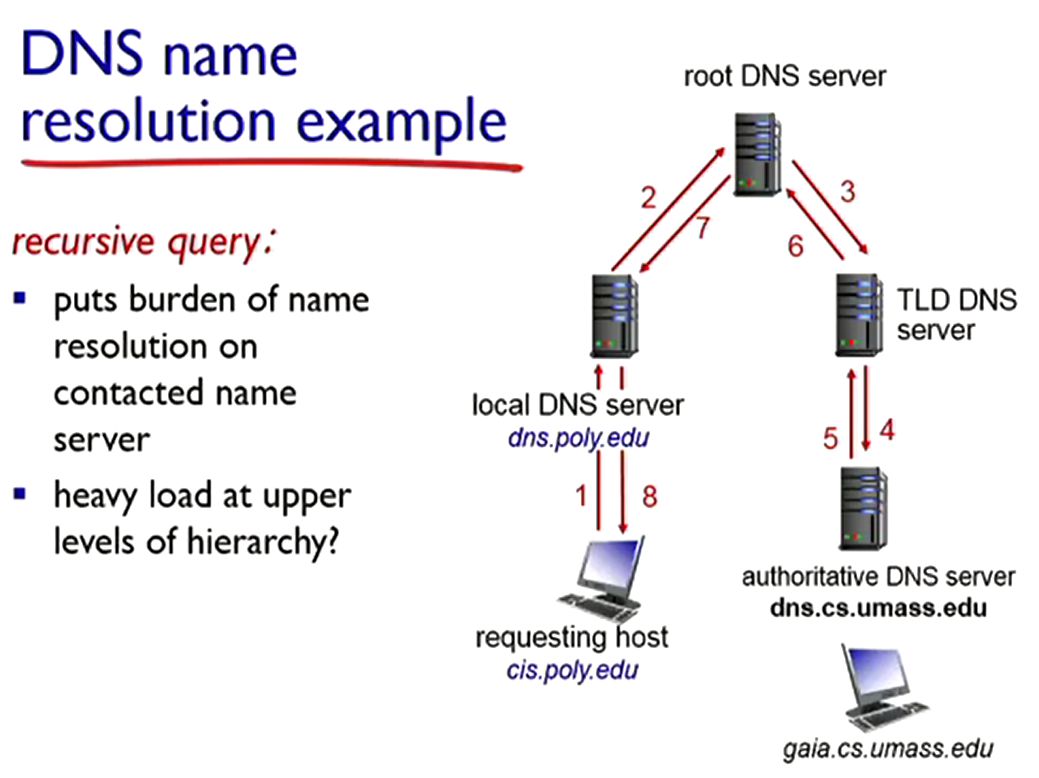 DNS name
resolution example
recursive query:
▪ puts burden of name
resolution on
contacted name
server
▪ heavy load at upper
levels of hierarchy?
root DNS server
2
7
3
6
TLD DNS
server
local DNS server
dns.poly.edu
1
8
5
4
requesting host
cis.poly.edu
authoritative DNS server
dns.cs.umass.edu
gaia.cs.umass.edu